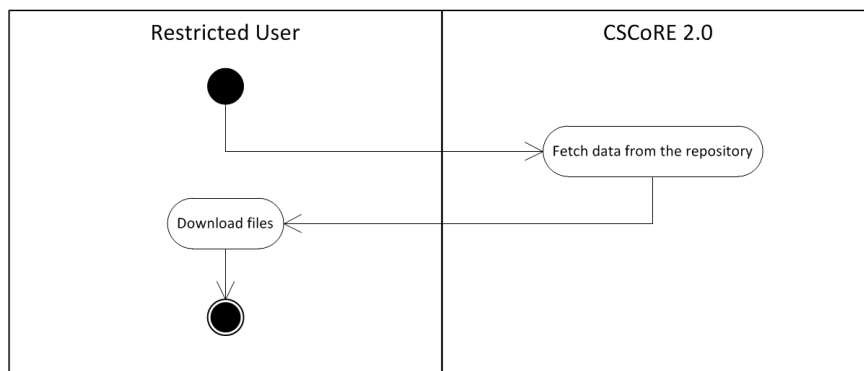 Restricted User
CSCoRE 2.0
Fetch data from the repository
Download files